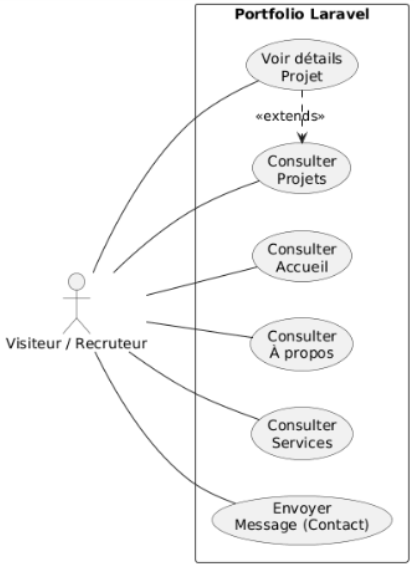 Portfolio Laravel
Voir détails
Projet
«extends»
Consulter
Projets
Consulter
Accueil
Visiteur / Recruteur
Consulter
À propos
Consulter
Services
Envoyer
Message (Contact)